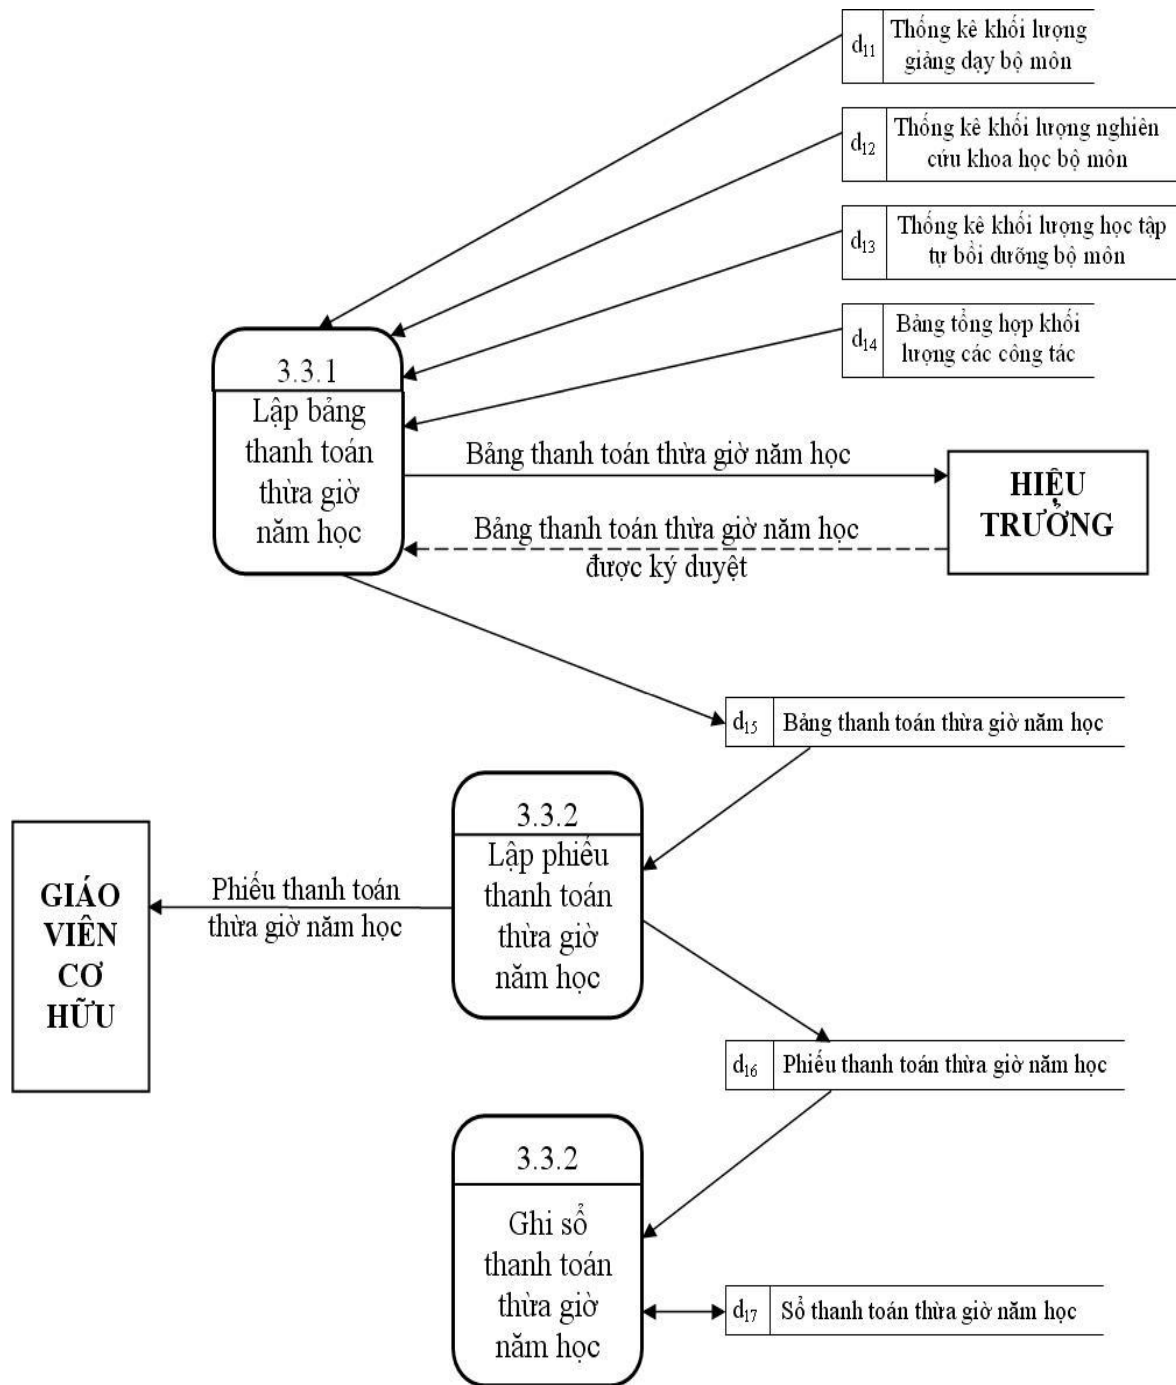 d11
Thống kê khối lượng
giảng dạy bộ môn
d12
Thống kê khối lượng nghiên
cứu khoa học bộ môn
d13
Thống kê khối lượng học tập
tự bồi dưỡng bộ môn
d14
Bảng tổng hợp khối
lượng các công tác
3.3.1
Lập bảng
thanh toán
thừa giờ
năm học
Bảng thanh toán thừa giờ năm học
HIỆU
TRƯỞNG
Bảng thanh toán thừa giờ năm học
được ký duyệt
d15
Bảng thanh toán thừa giờ năm học
3.3.2
Lập phiếu
thanh toán
thừa giờ
năm học
Phiếu thanh toán
thừa giờ năm học
GIÁO
VIÊN
CƠ
HỮU
d16
Phiếu thanh toán thừa giờ năm học
3.3.2
Ghi sổ
thanh toán
thừa giờ
năm học
d17
Sổ thanh toán thừa giờ năm học